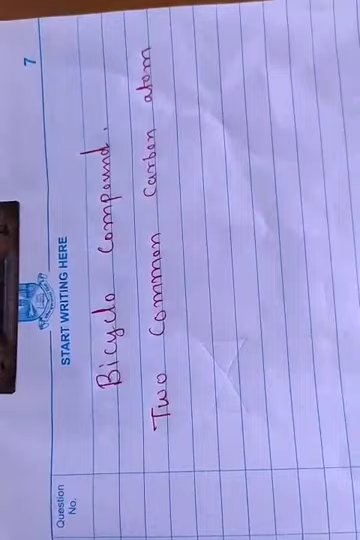 7
START WRITING HERE
Question
No.
Bicyclo Compound.
Two Common Carbon atom